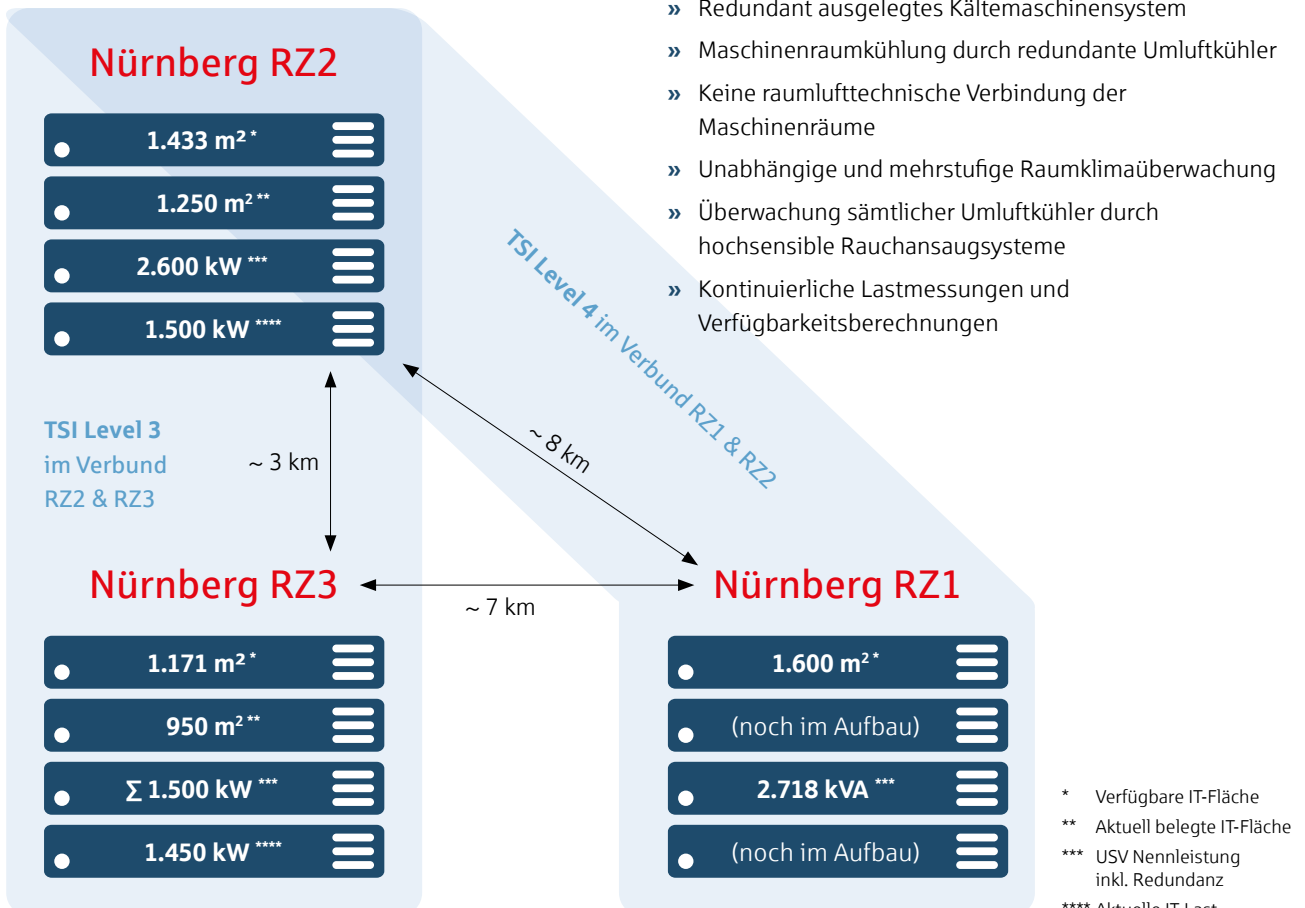 » Redundant ausgelegtes Kältemaschinensystem
» Maschinenraumkühlung durch redundante Umluftkühler
» Keine raumlufttechnische Verbindung der
Maschinenräume
» Unabhängige und mehrstufige Raumklimaüberwachung
» Überwachung sämtlicher Umluftkühler durch
hochsensible Rauchansaugsysteme
» Kontinuierliche Lastmessungen und
Verfügbarkeitsberechnungen
Nürnberg RZ2
1.433 m² *
1.250 m² **
2.600 kW ***
1.500 kW ****
TSI Level 4 im Verbund RZ1 & RZ2
TSI Level 3
im Verbund
RZ2 & RZ3
~ 3 km
~ 8 km
~ 7 km
Nürnberg RZ3
1.171 m² *
950 m² **
∑ 1.500 kW ***
1.450 kW ****
Nürnberg RZ1
1.600 m² *
(noch im Aufbau)
2.718 kVA ***
(noch im Aufbau)
* Verfügbare IT-Fläche
** Aktuell belegte IT-Fläche
*** USV Nennleistung
inkl. Redundanz
**** Aktuelle IT-Last